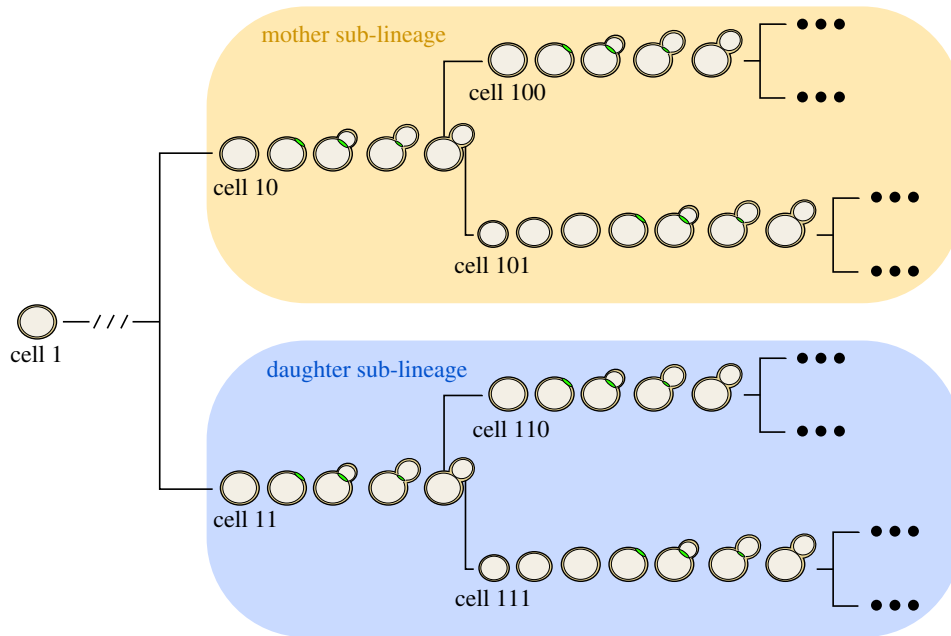 mother sub-lineage
cell 100
cell 10
cell 101
cell 1
daughter sub-lineage
cell 110
cell 11
cell 111